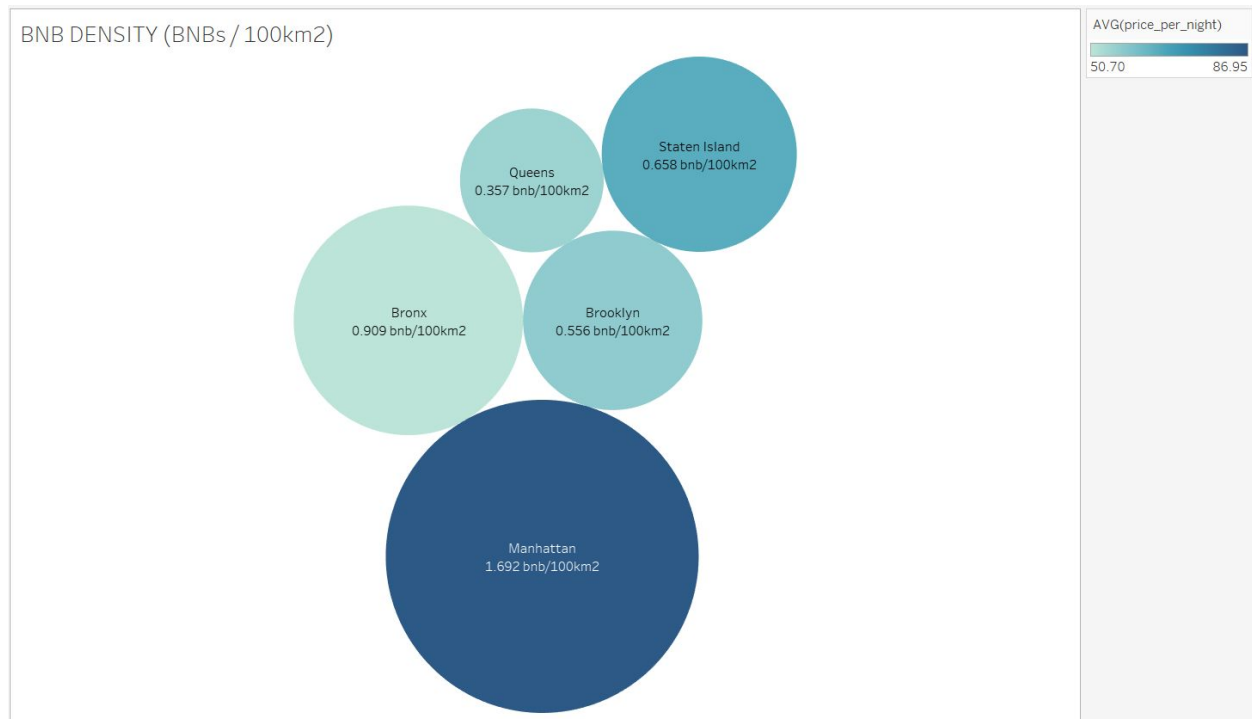 BNB DENSITY (BNBs / 100km2)
AVG(price_per_night)
50.70 86.95
Staten Island
0.658 bnb/100km2
Queens
0.357 bnb/100km2
Bronx
0.909 bnb/100km2
Brooklyn
0.556 bnb/100km2
Manhattan
1.692 bnb/100km2